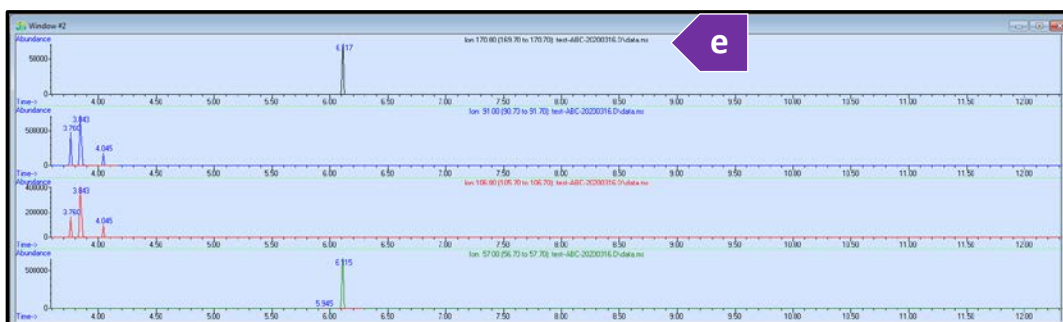 Window #2
Abundance
Ion 170.00 (169.70 to 170.70): test-ABC-20200316.D\data.ms
e
6.117
50000
0
Time-> 4.00 4.50 5.00 5.50 6.00 6.50 7.00 7.50 8.00 8.50 9.00 9.50 10.00 10.50 11.00 11.50 12.00
Abundance
Ion 91.00 (90.70 to 91.70): test-ABC-20200316.D\data.ms
3.843
500000
3.760
4.045
0
Time-> 4.00 4.50 5.00 5.50 6.00 6.50 7.00 7.50 8.00 8.50 9.00 9.50 10.00 10.50 11.00 11.50 12.00
Abundance
Ion 106.00 (105.70 to 106.70): test-ABC-20200316.D\data.ms
400000
3.843
200000
3.760
4.045
0
Time-> 4.00 4.50 5.00 5.50 6.00 6.50 7.00 7.50 8.00 8.50 9.00 9.50 10.00 10.50 11.00 11.50 12.00
Abundance
Ion 57.00 (56.70 to 57.70): test-ABC-20200316.D\data.ms
6.115
500000
5.945
0
Time-> 4.00 4.50 5.00 5.50 6.00 6.50 7.00 7.50 8.00 8.50 9.00 9.50 10.00 10.50 11.00 11.50 12.00